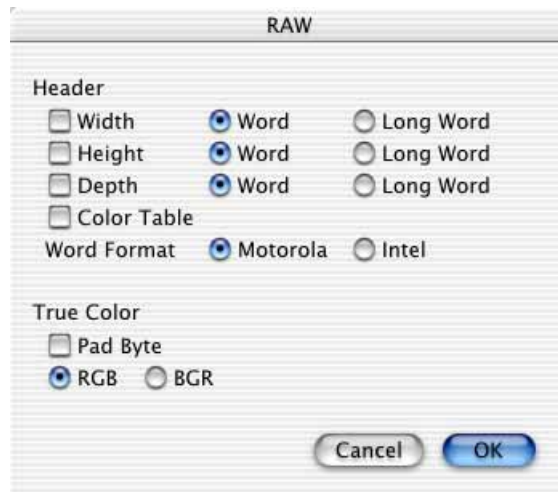 RAW
Header
Width Word Long Word
Height Word Long Word
Depth Word Long Word
Color Table
Word Format Motorola Intel
True Color
Pad Byte
RGB BGR
Cancel OK